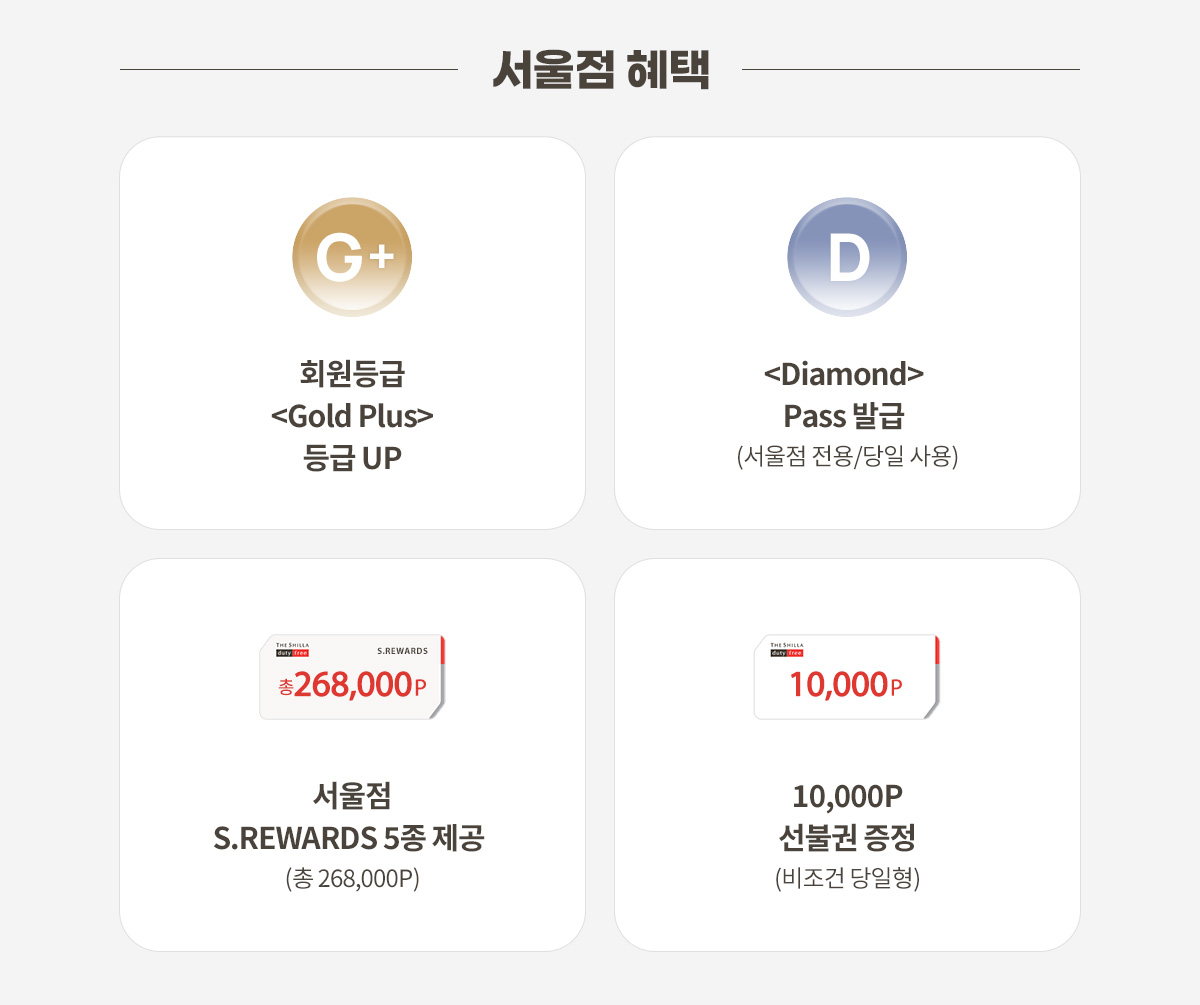 서울점 혜택
G+
회원등급
<Gold Plus>
등급 UP
D
<Diamond>
Pass 발급
(서울점 전용/당일 사용)
THE SHILLA
duty free
S.REWARDS
총268,000P
서울점
S.REWARDS 5종 제공
(총 268,000P)
THE SHILLA
duty free
10,000P
10,000P
선불권 증정
(비조건 당일형)